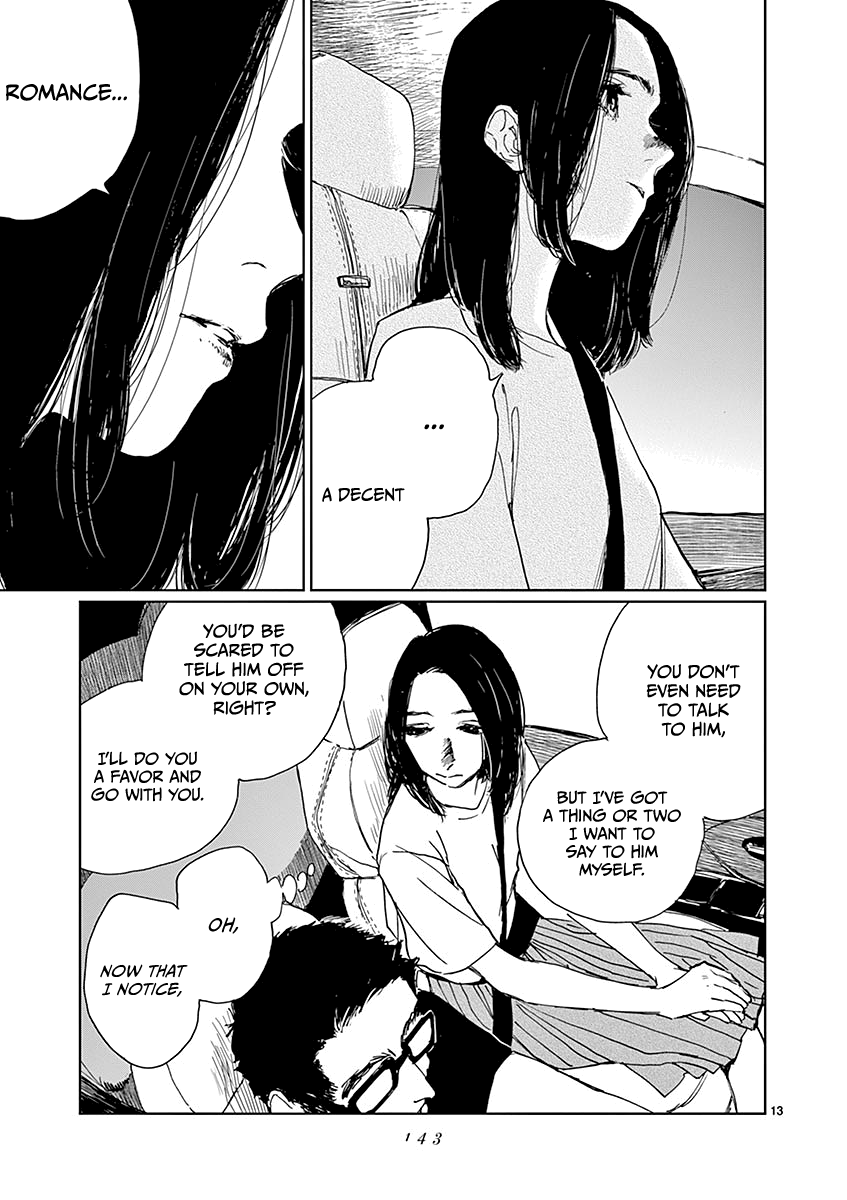 ...
A DECENT
ROMANCE...
YOU DON'T
EVEN NEED
TO TALK
TO HIM,
BUT I'VE GOT
A THING OR TWO
I WANT TO
SAY TO HIM
MYSELF.
YOU'D BE
SCARED TO
TELL HIM OFF
ON YOUR OWN,
RIGHT?
I'LL DO YOU
A FAVOR AND
GO WITH YOU.
OH,
NOW THAT
I NOTICE,
13
143